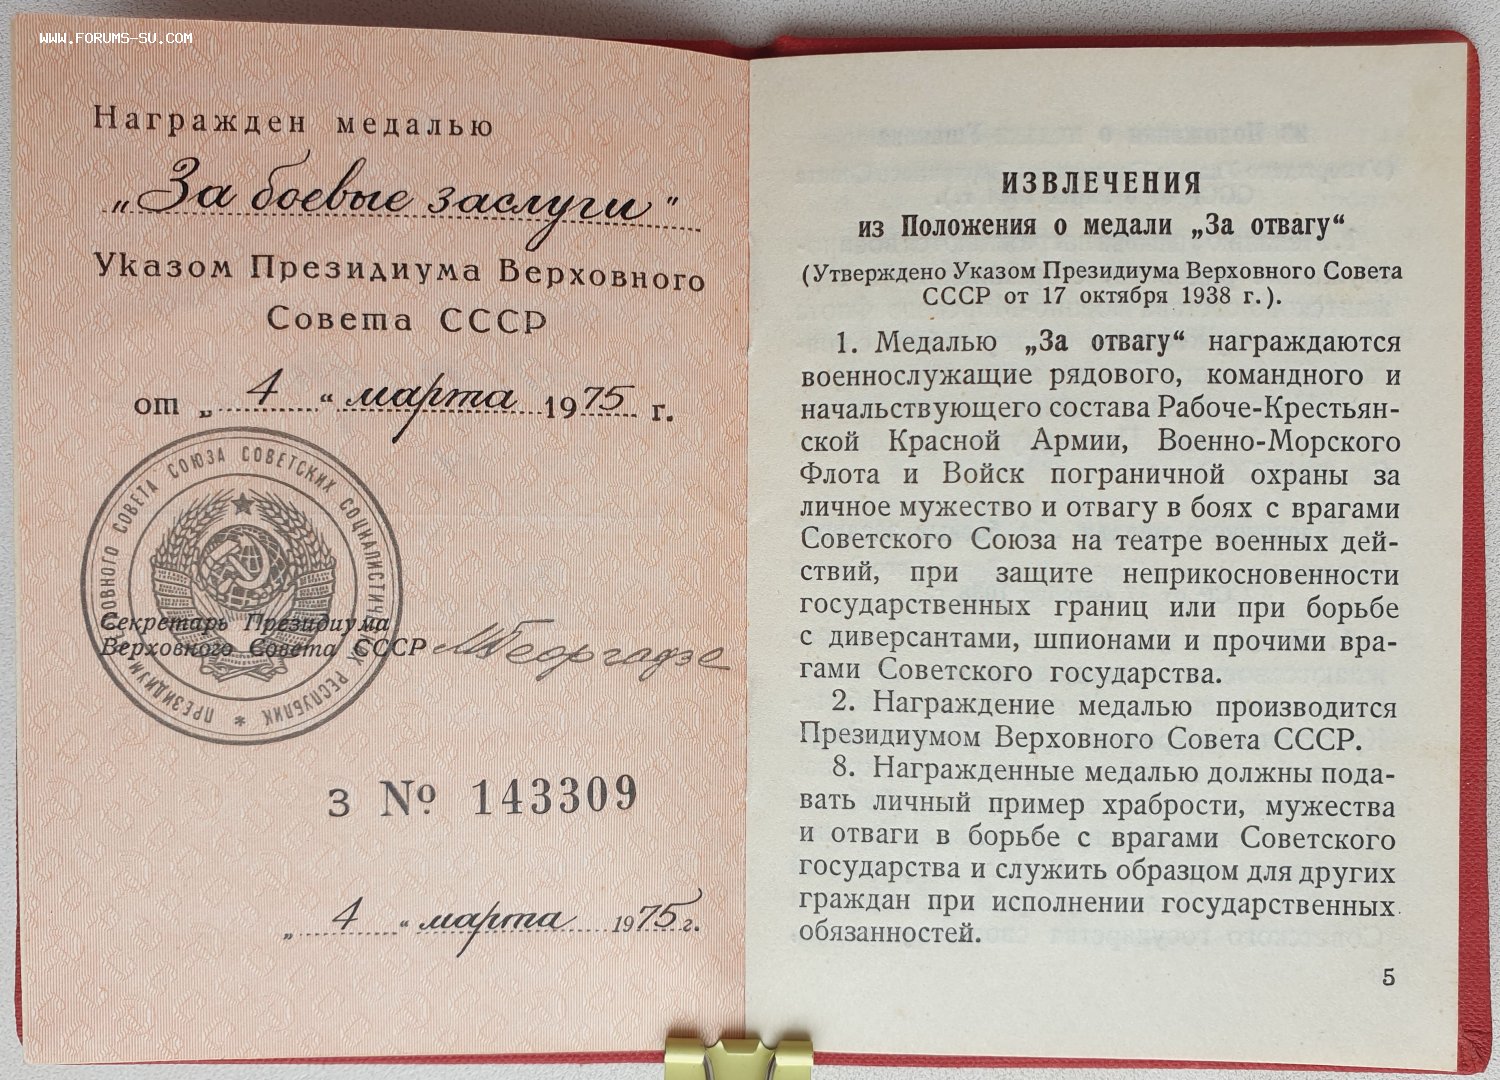 www.forums-su.com
Награжден медалью
„За боевые заслуги"
Указом Президиума Верховного
Совета СССР
от „ 4 “ марта 1975 г.
ПРЕЗИДИУМ ВЕРХОВНОГО СОВЕТА СОЮЗА СОВЕТСКИХ СОЦИАЛИСТИЧЕСКИХ РЕСПУБЛИК *
Секретарь Президиума
Верховного Совета СССР МГеоргадзе
З № 143309
„ 4 “ марта 1975 г.
ИЗВЛЕЧЕНИЯ
из Положения о медали „За отвагу“
(Утверждено Указом Президиума Верховного Совета
СССР от 17 октября 1938 г.).
1. Медалью „За отвагу“ награждаются
военнослужащие рядового, командного и
начальствующего состава Рабоче-Крестьян-
ской Красной Армии, Военно-Морского
Флота и Войск пограничной охраны за
личное мужество и отвагу в боях с врагами
Советского Союза на театре военных дей-
ствий, при защите неприкосновенности
государственных границ или при борьбе
с диверсантами, шпионами и прочими вра-
гами Советского государства.
2. Награждение медалью производится
Президиумом Верховного Совета СССР.
8. Награжденные медалью должны пода-
вать личный пример храбрости, мужества
и отваги в борьбе с врагами Советского
государства и служить образцом для других
граждан при исполнении государственных
обязанностей.
5